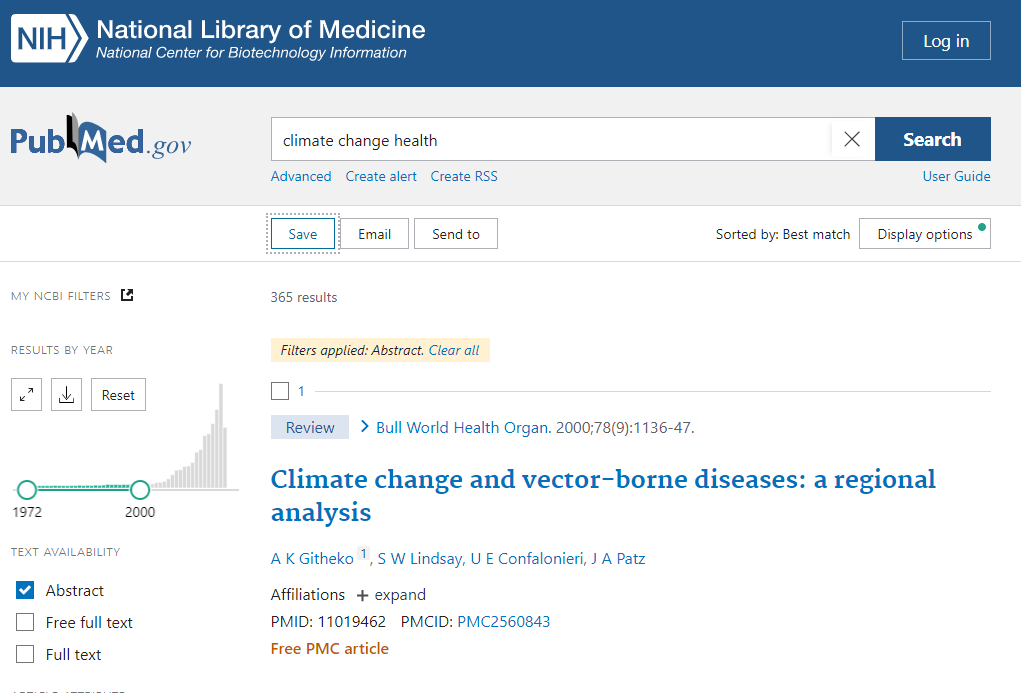 NIH National Library of Medicine
National Center for Biotechnology Information
Log in
PubMed.gov
climate change health
Search
Advanced Create alert Create RSS
User Guide
Save Email Send to
Sorted by: Best match Display options
MY NCBI FILTERS
365 results
RESULTS BY YEAR
Filters applied: Abstract. Clear all
Reset
1
Review Bull World Health Organ. 2000;78(9):1136-47.
Climate change and vector-borne diseases: a regional
analysis
1972 2000
TEXT AVAILABILITY
A K Githeko 1, S W Lindsay, U E Confalonieri, J A Patz
Abstract
Affiliations + expand
Free full text
PMID: 11019462 PMCID: PMC2560843
Full text
Free PMC article